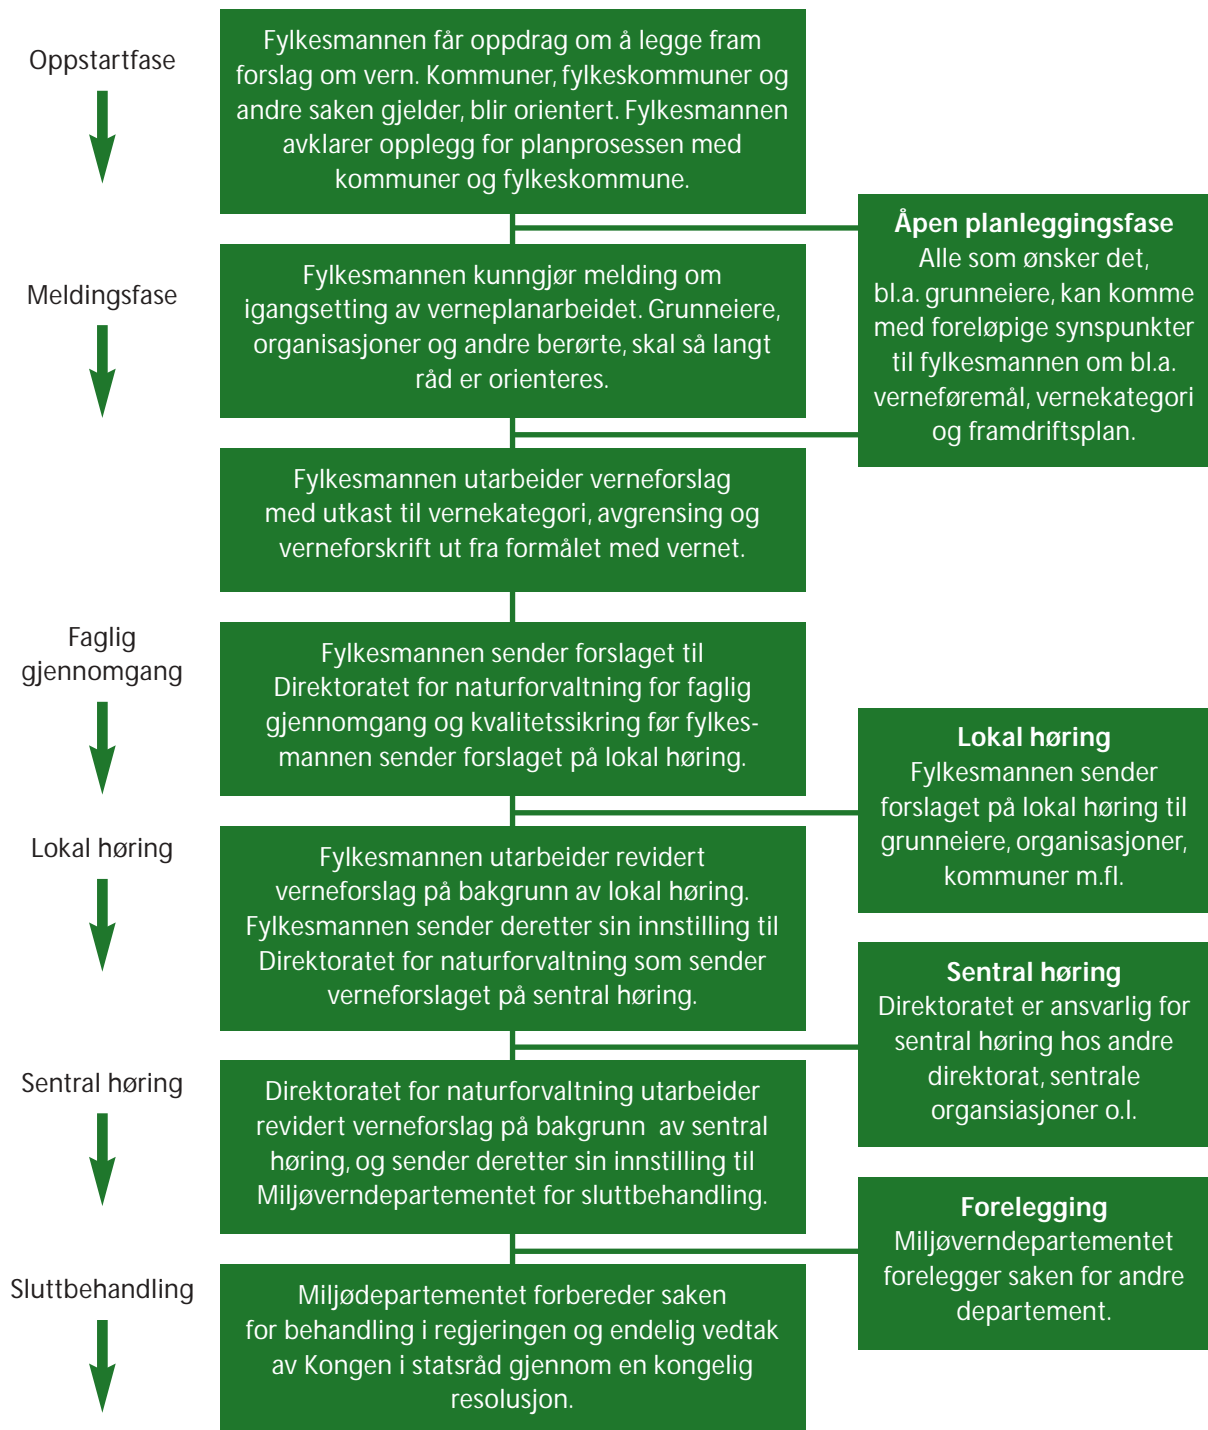 Oppstartfase
Fylkesmannen får oppdrag om å legge fram
forslag om vern. Kommuner, fylkeskommuner og
andre saken gjelder, blir orientert. Fylkesmannen
avklarer opplegg for planprosessen med
kommuner og fylkeskommune.
Åpen planleggingsfase
Alle som ønsker det,
bl.a. grunneiere, kan komme
med foreløpige synspunkter
til fylkesmannen om bl.a.
verneføremål, vernekategori
og framdriftsplan.
Meldingsfase
Fylkesmannen kunngjør melding om
igangsetting av verneplanarbeidet. Grunneiere,
organisasjoner og andre berørte, skal så langt
råd er orienteres.
Fylkesmannen utarbeider verneforslag
med utkast til vernekategori, avgrensing og
verneforskrift ut fra formålet med vernet.
Faglig
gjennomgang
Fylkesmannen sender forslaget til
Direktoratet for naturforvaltning for faglig
gjennomgang og kvalitetssikring før fylkes-
mannen sender forslaget på lokal høring.
Lokal høring
Fylkesmannen sender
forslaget på lokal høring til
grunneiere, organisasjoner,
kommuner m.fl.
Lokal høring
Fylkesmannen utarbeider revidert
verneforslag på bakgrunn av lokal høring.
Fylkesmannen sender deretter sin innstilling til
Direktoratet for naturforvaltning som sender
verneforslaget på sentral høring.
Sentral høring
Direktoratet er ansvarlig for
sentral høring hos andre
direktorat, sentrale
organsiasjoner o.l.
Sentral høring
Direktoratet for naturforvaltning utarbeider
revidert verneforslag på bakgrunn  av sentral
høring, og sender deretter sin innstilling til
Miljøverndepartementet for sluttbehandling.
Forelegging
Miljøverndepartementet
forelegger saken for andre
departement.
Sluttbehandling
Miljødepartementet forbereder saken
for behandling i regjeringen og endelig vedtak
av Kongen i statsråd gjennom en kongelig
resolusjon.